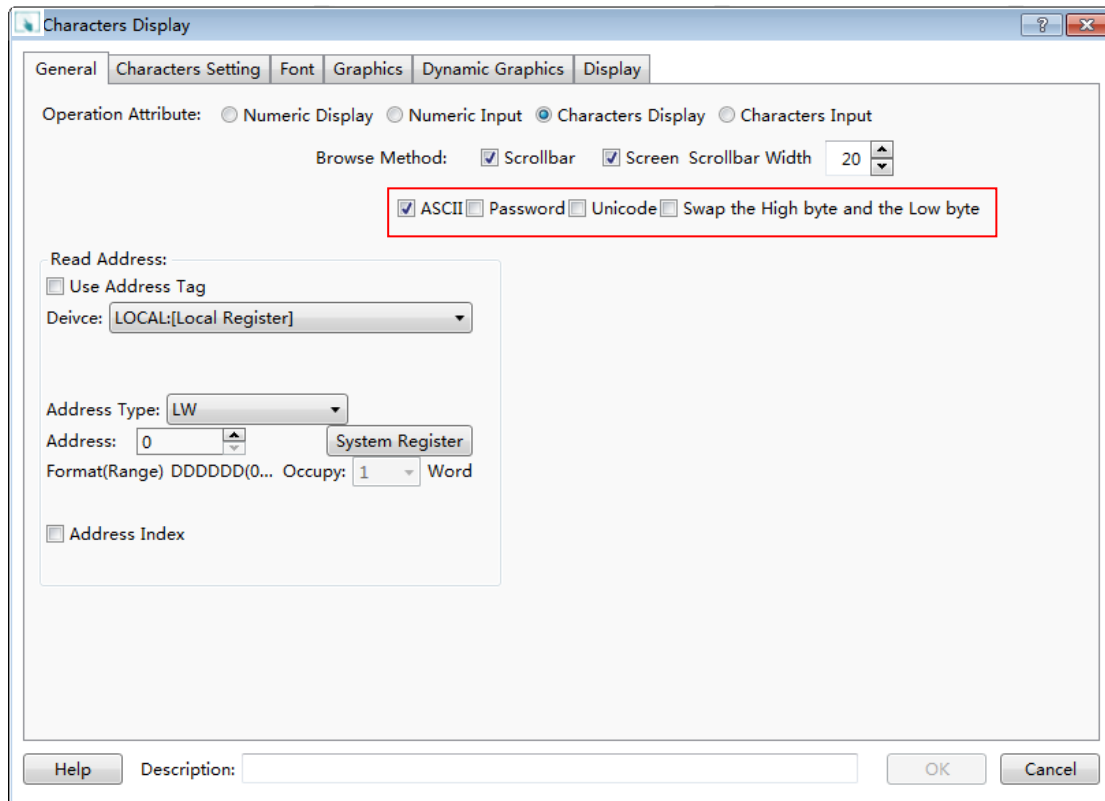 Characters Display
General Characters Setting Font Graphics Dynamic Graphics Display
Operation Attribute: Numeric Display Numeric Input Characters Display Characters Input
Browse Method: Scrollbar Screen Scrollbar Width 20
ASCII Password Unicode Swap the High byte and the Low byte
Read Address:
Use Address Tag
Deivce: LOCAL:[Local Register]
Address Type: LW
Address: 0 System Register
Format(Range) DDDDDD(0... Occupy: 1 Word
Address Index
Help Description: OK Cancel